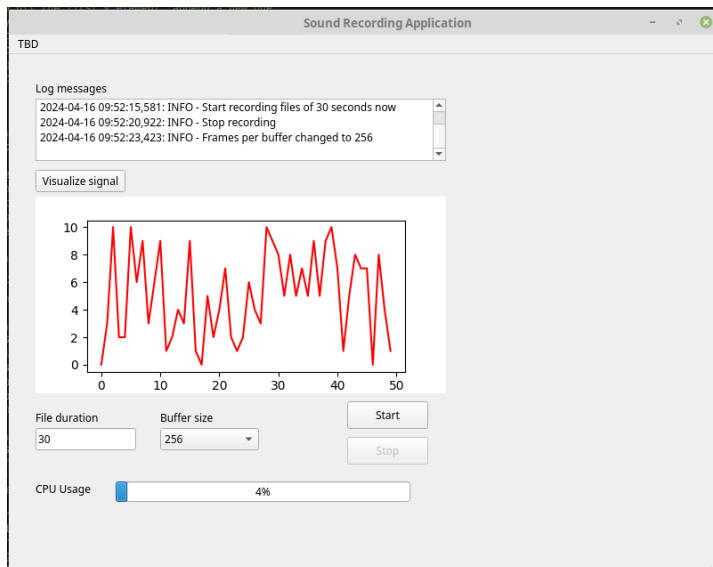 Sound Recording Application
TBD
Log messages
2024-04-16 09:52:15,581: INFO - Start recording files of 30 seconds now
2024-04-16 09:52:20,922: INFO - Stop recording
2024-04-16 09:52:23,423: INFO - Frames per buffer changed to 256
Visualize signal
10
8
6
4
2
0
0 10 20 30 40 50
File duration Buffer size Start
30 256
Stop
CPU Usage 4%